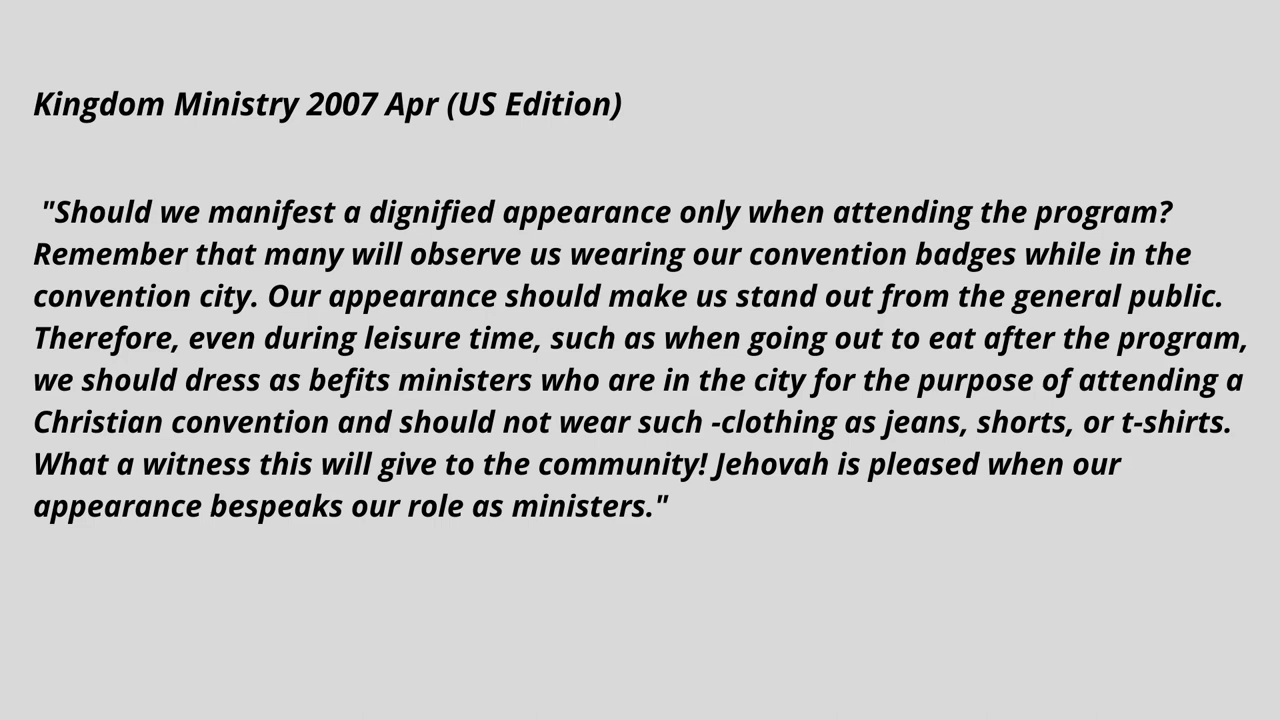 Kingdom Ministry 2007 Apr (US Edition)
"Should we manifest a dignified appearance only when attending the program?
Remember that many will observe us wearing our convention badges while in the
convention city. Our appearance should make us stand out from the general public.
Therefore, even during leisure time, such as when going out to eat after the program,
we should dress as befits ministers who are in the city for the purpose of attending a
Christian convention and should not wear such -clothing as jeans, shorts, or t-shirts.
What a witness this will give to the community! Jehovah is pleased when our
appearance bespeaks our role as ministers."